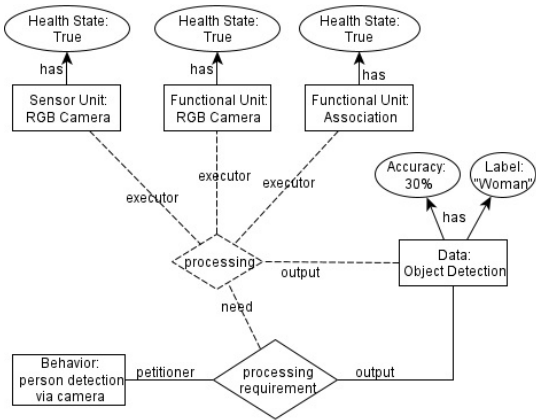 Health State:
True
Health State:
True
Health State:
True
has
has
has
Sensor Unit:
RGB Camera
Functional Unit:
RGB Camera
Functional Unit:
Association
executor
executor
executor
Accuracy:
30%
Label:
"Woman"
has
processing
output
Data:
Object Detection
need
Behavior:
person detection
via camera
petitioner
processing
requirement
output